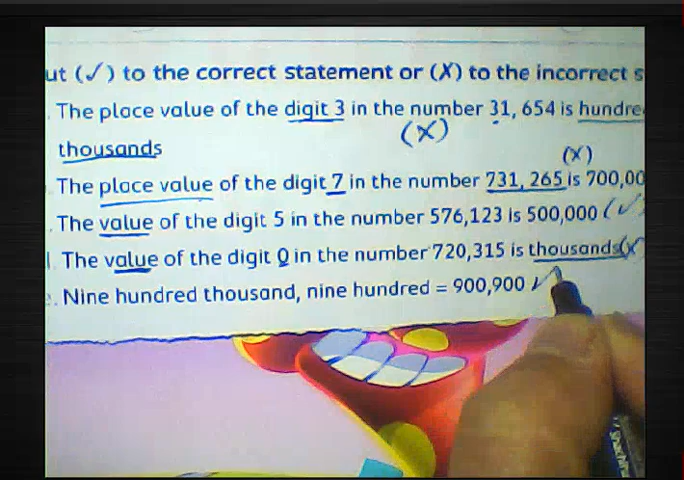 ut (✓) to the correct statement or (X) to the incorrect s
The place value of the digit 3 in the number 31, 654 is hundre
(X)
thousands
(X)
The place value of the digit 7 in the number 731, 265 is 700,00
The value of the digit 5 in the number 576,123 is 500,000 (✓)
The value of the digit 0 in the number 720,315 is thousands (X
Nine hundred thousand, nine hundred = 900,900 ✓